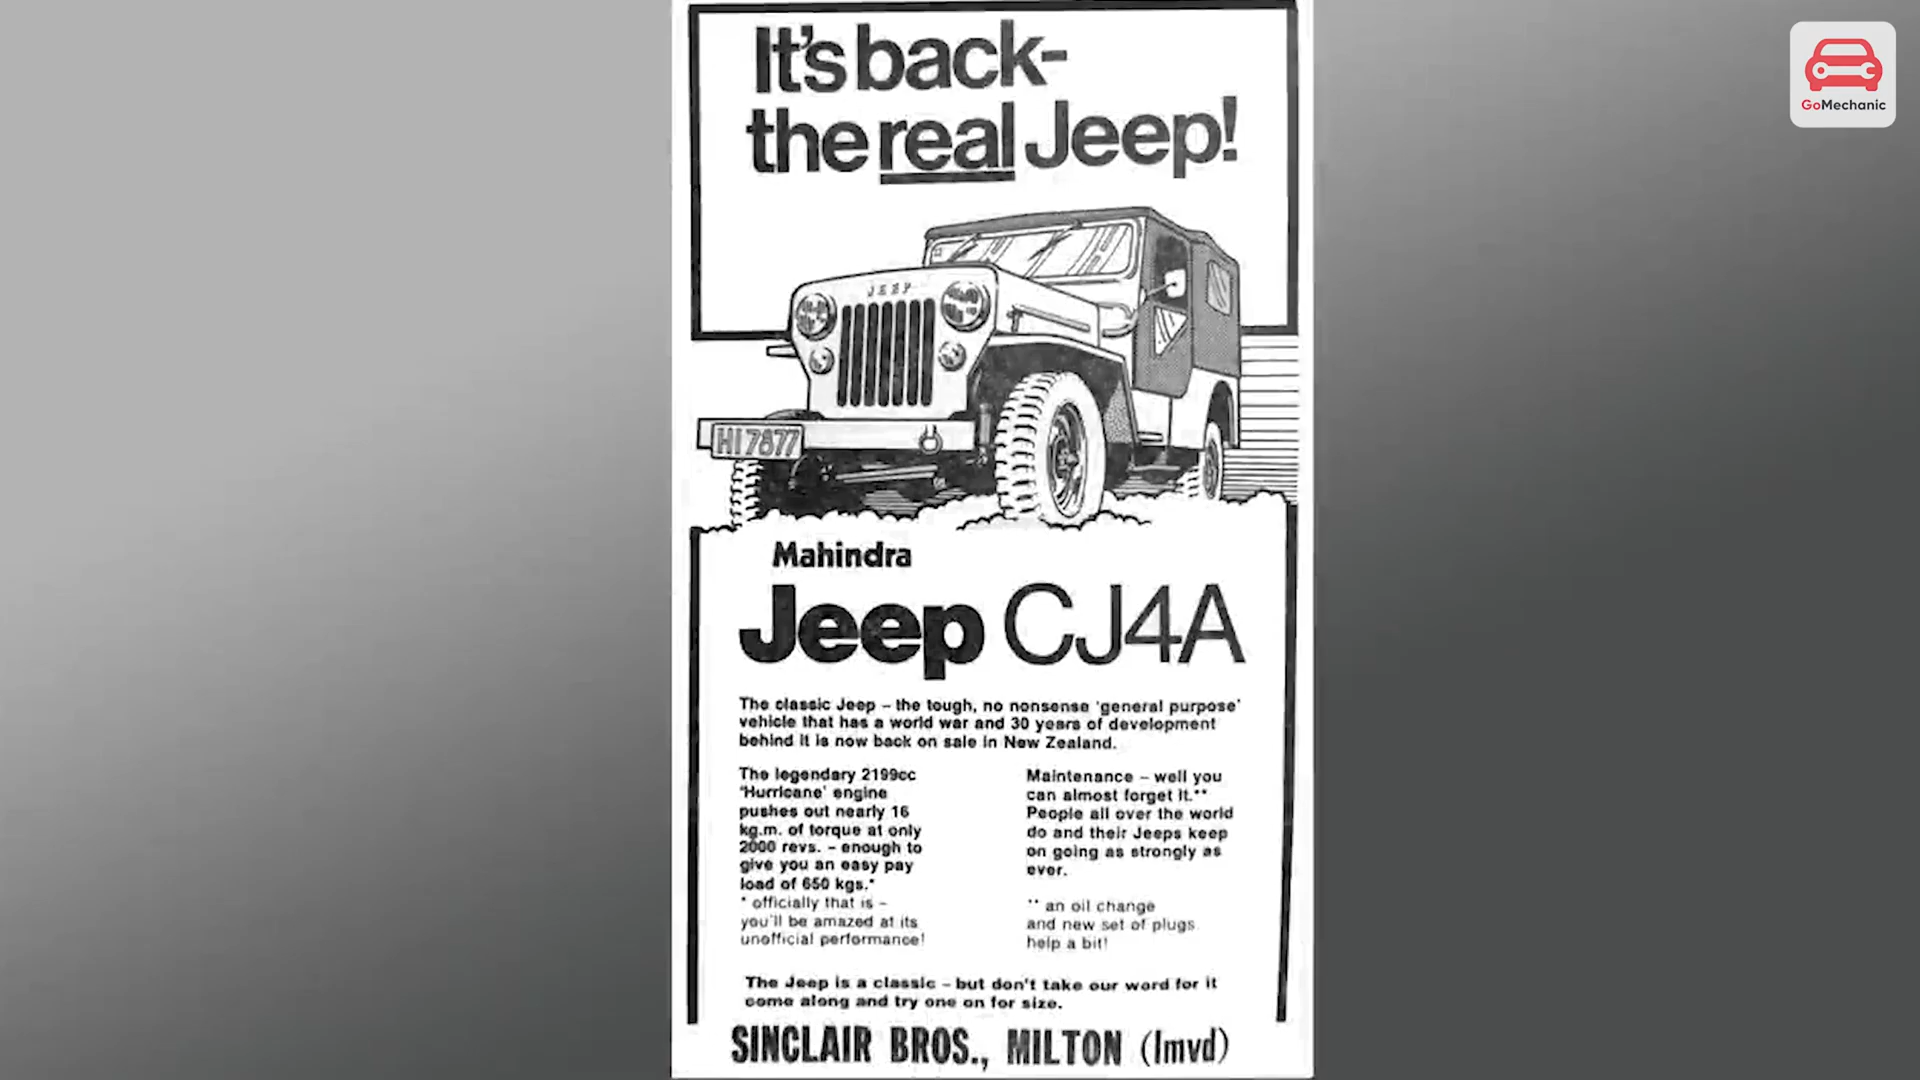 It's back-
the real Jeep!
GoMechanic
JEEP
HI7877
Mahindra
Jeep CJ4A
The classic Jeep – the tough, no nonsense 'general purpose'
vehicle that has a world war and 30 years of development
behind it is now back on sale in New Zealand.
The legendary 2199cc
'Hurricane' engine
pushes out nearly 16
kg.m. of torque at only
2000 revs. – enough to
give you an easy pay
load of 650 kgs.*
* officially that is –
you'll be amazed at its
unofficial performance!
Maintenance – well you
can almost forget it.**
People all over the world
do and their Jeeps keep
on going as strongly as
ever.
** an oil change
and new set of plugs
help a bit!
The Jeep is a classic – but don't take our word for it
come along and try one on for size.
SINCLAIR BROS., MILTON (lmvd)